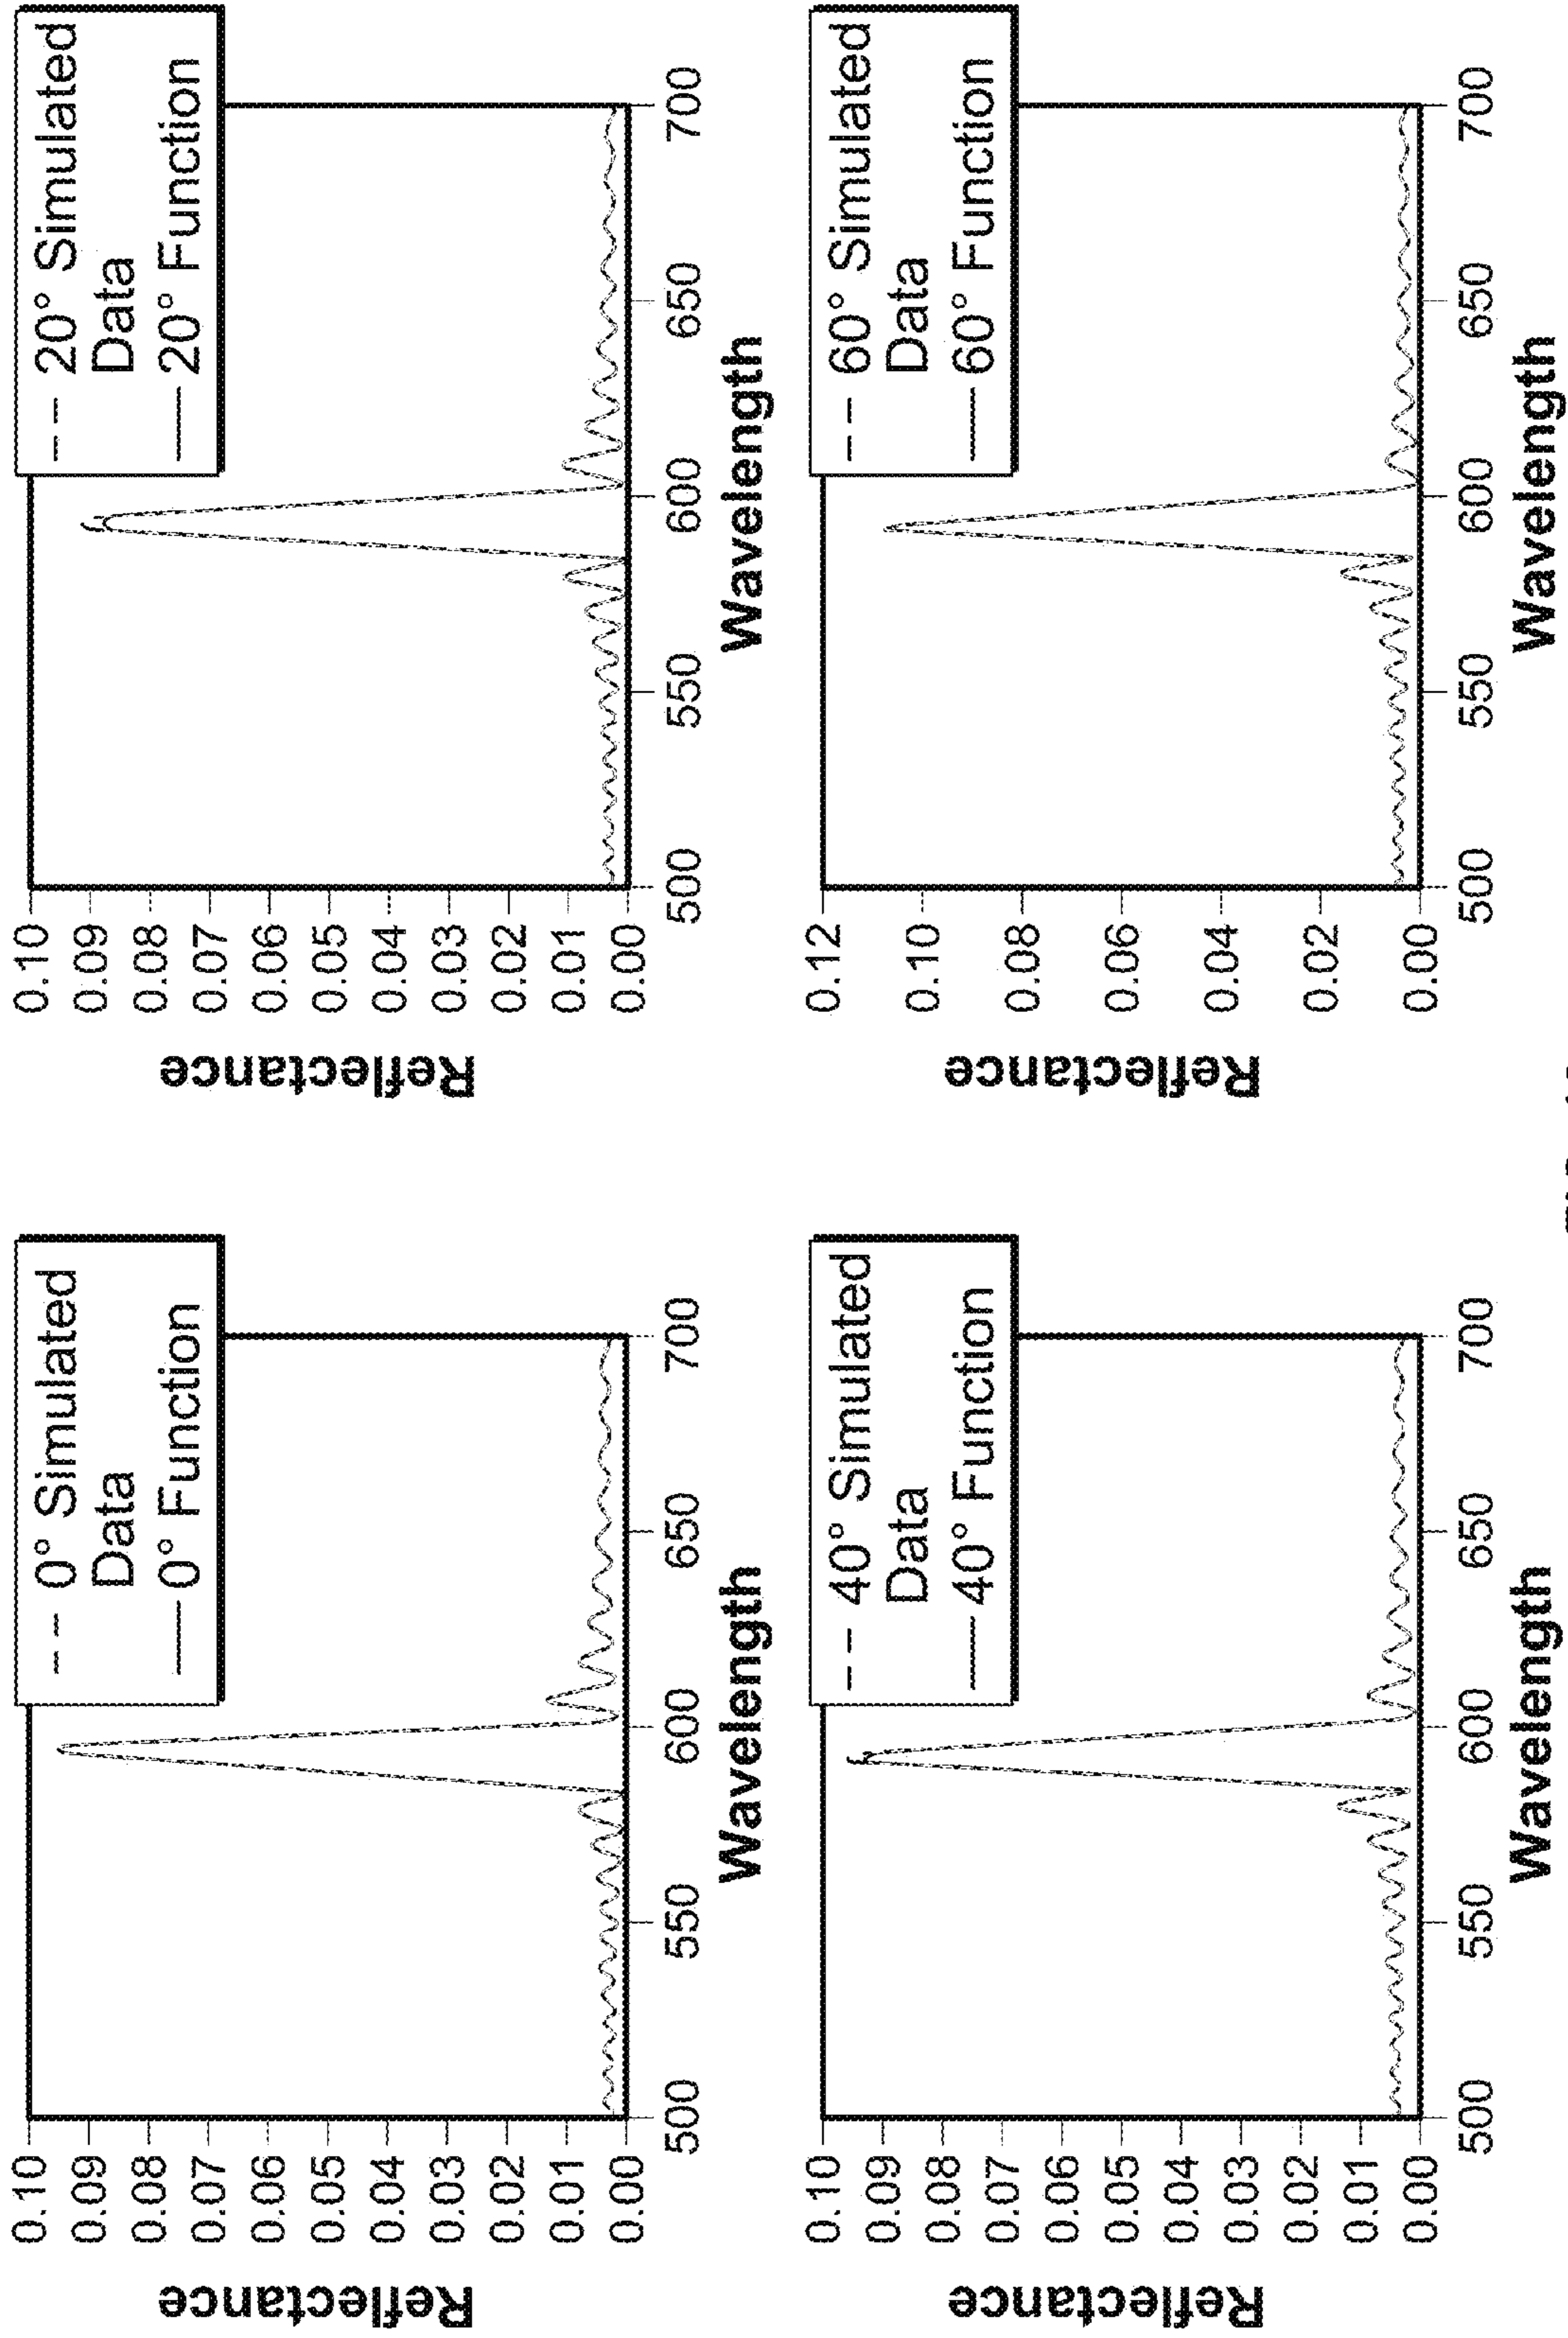 Reflectance
0.10
0.09
0.08
0.07
0.06
0.05
0.04
0.03
0.02
0.01
0.00
500 550 600 650 700
Wavelength
0° Simulated
Data
0° Function
Reflectance
0.10
0.09
0.08
0.07
0.06
0.05
0.04
0.03
0.02
0.01
0.00
500 550 600 650 700
Wavelength
20° Simulated
Data
20° Function
Reflectance
0.10
0.09
0.08
0.07
0.06
0.05
0.04
0.03
0.02
0.01
0.00
500 550 600 650 700
Wavelength
40° Simulated
Data
40° Function
Reflectance
0.12
0.10
0.08
0.06
0.04
0.02
0.00
500 550 600 650 700
Wavelength
60° Simulated
Data
60° Function